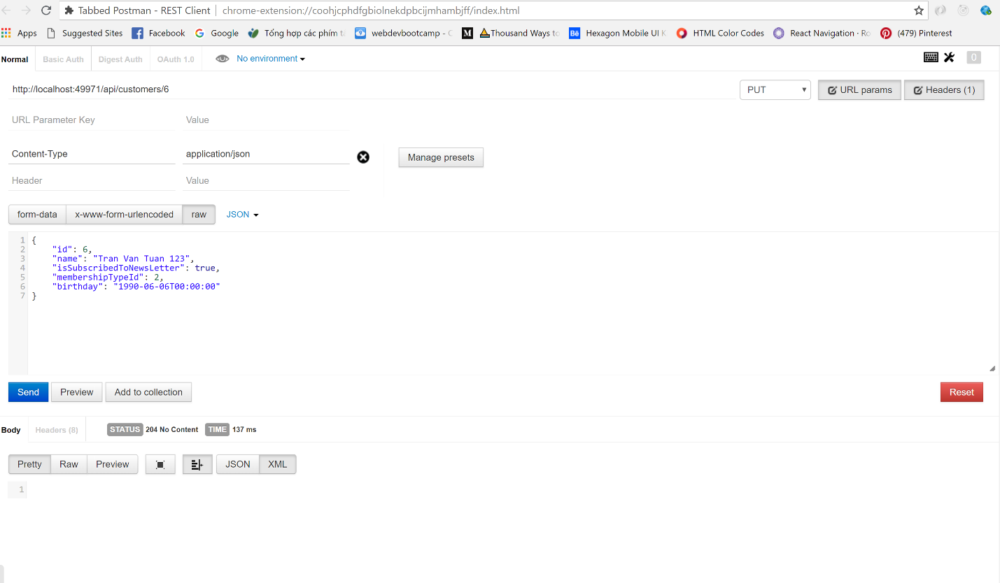 Tabbed Postman - REST Client chrome-extension://coohjcphdfgbiolnekdpbcijmhambjff/index.html
Apps Suggested Sites Facebook Google Tổng hợp các phím webdevbootcamp - Thousand Ways to Bē Hexagon Mobile UI HTML Color Codes React Navigation · Ro (479) Pinterest
Normal Basic Auth Digest Auth OAuth 1.0 No environment 0
http://localhost:49971/api/customers/6 PUT URL params Headers (1)
URL Parameter Key Value
Content-Type application/json Manage presets
Header Value
form-data x-www-form-urlencoded raw JSON
1 {
2 "id": 6,
3 "name": "Tran Van Tuan 123",
4 "isSubscribedToNewsLetter": true,
5 "membershipTypeId": 2,
6 "birthday": "1990-06-06T00:00:00"
7 }
Send Preview Add to collection Reset
Body Headers (8) STATUS 204 No Content TIME 137 ms
Pretty Raw Preview JSON XML
1